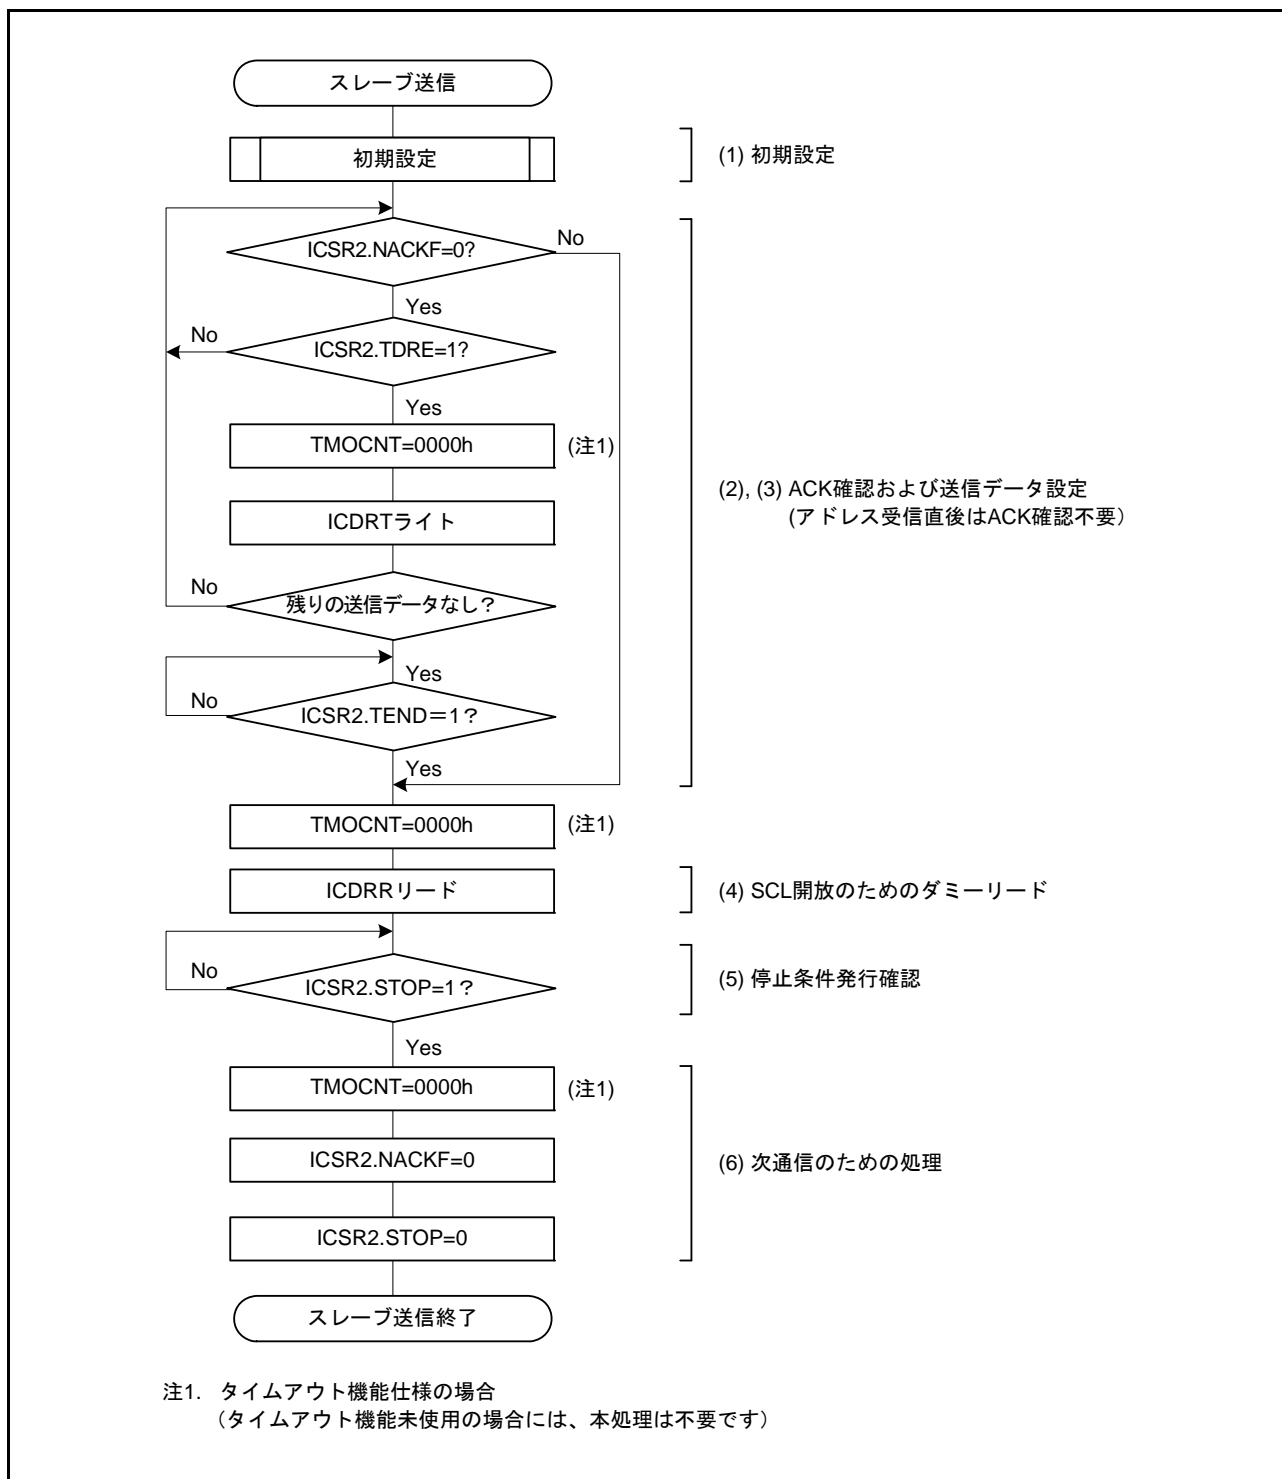 スレーブ送信
初期設定
(1) 初期設定
ICSR2.NACKF=0?
No
Yes
No
ICSR2.TDRE=1?
Yes
TMOCNT=0000h
(注1)
ICDRTライト
(2), (3) ACK確認および送信データ設定
(アドレス受信直後はACK確認不要）
No
残りの送信データなし？
Yes
No
ICSR2.TEND＝1？
Yes
TMOCNT=0000h
(注1)
ICDRRリード
(4) SCL開放のためのダミーリード
No
ICSR2.STOP=1？
(5) 停止条件発行確認
Yes
TMOCNT=0000h
(注1)
ICSR2.NACKF=0
(6) 次通信のための処理
ICSR2.STOP=0
スレーブ送信終了
注1. タイムアウト機能仕様の場合
（タイムアウト機能未使用の場合には、本処理は不要です）